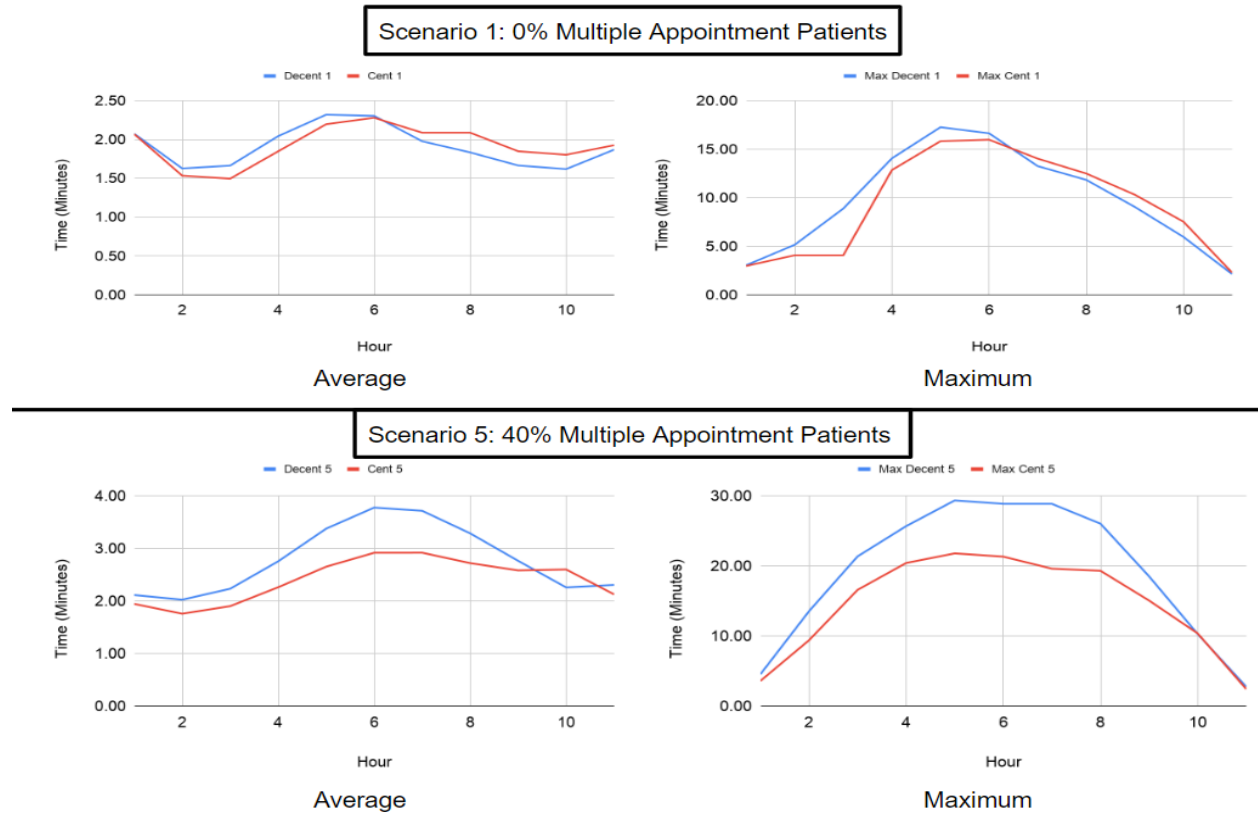 Scenario 1: 0% Multiple Appointment Patients
Decent 1 Cent 1
2.50
2.00
1.50
1.00
0.50
0.00
Time (Minutes)
2 4 6 8 10
Hour
Average
Max Decent 1 Max Cent 1
20.00
15.00
10.00
5.00
0.00
Time (Minutes)
2 4 6 8 10
Hour
Maximum
Scenario 5: 40% Multiple Appointment Patients
Decent 5 Cent 5
4.00
3.00
2.00
1.00
0.00
Time (Minutes)
2 4 6 8 10
Hour
Average
Max Decent 5 Max Cent 5
30.00
20.00
10.00
0.00
Time (Minutes)
2 4 6 8 10
Hour
Maximum